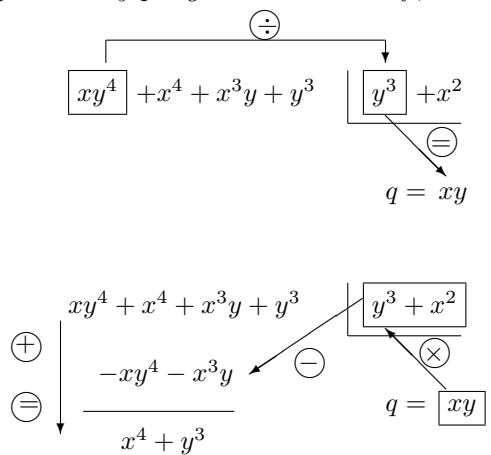 ÷
xy⁴ +x⁴ + x³y + y³ y³ +x²
=
q = xy
xy⁴ + x⁴ + x³y + y³ y³ + x²
+
−xy⁴ − x³y − ×
= q = xy
x⁴ + y³